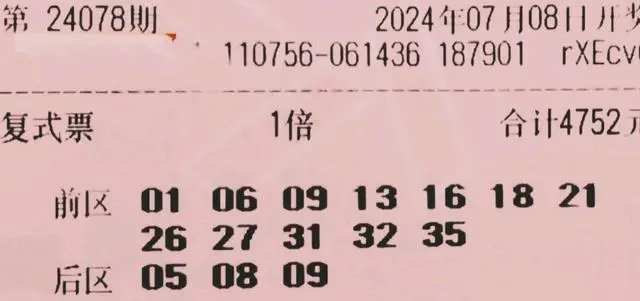 第 24078期 2024年07月08日开奖
110756-061436 187901 rXEcv
复式票 1倍 合计4752元
前区 01 06 09 13 16 18 21
26 27 31 32 35
后区 05 08 09